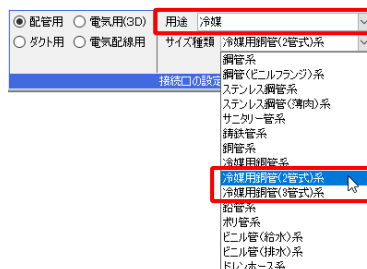 配管用 電気用(3D) 用途 冷媒
ダクト用 電気配線用 サイズ種類 冷媒用銅管(2管式)系
接続口の設定
鋼管系
鋼管(ビニルフランジ)系
ステンレス鋼管系
ステンレス鋼管(薄肉)系
サニタリー管系
鋳鉄管系
銅管系
冷媒用銅管系
冷媒用銅管(2管式)系
冷媒用銅管(3管式)系
鉛管系
ポリ管系
ビニル管(給水)系
ビニル管(排水)系
ドレンホース系